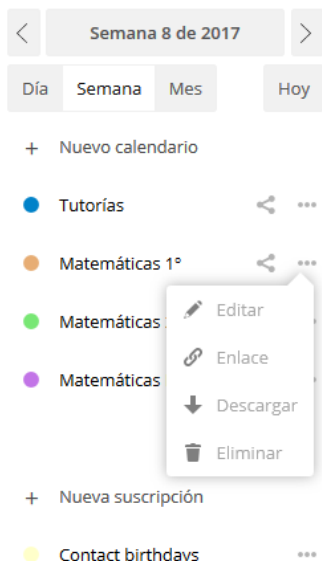 Semana 8 de 2017
Día Semana Mes Hoy
+ Nuevo calendario
Tutorías
Matemáticas 1º
Editar
Matemáticas
Enlace
Matemáticas
Descargar
Eliminar
+ Nueva suscripción
Contact birthdays